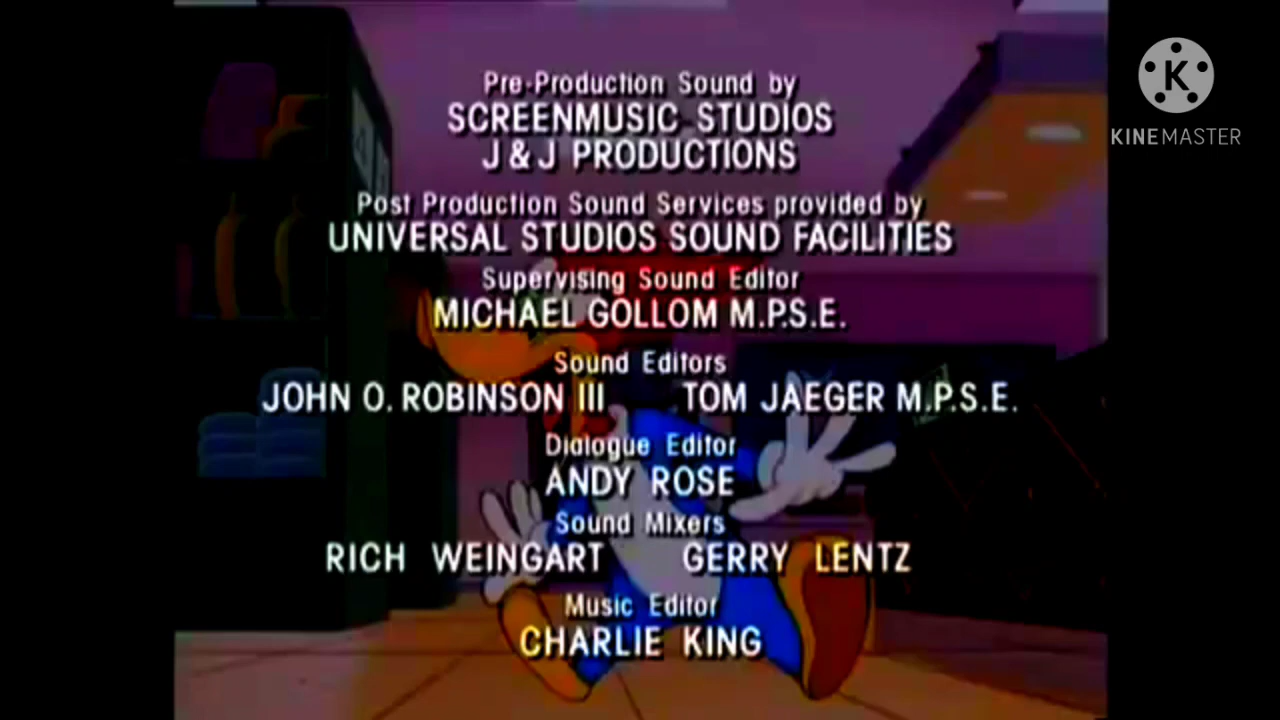 Pre-Production Sound by
SCREENMUSIC STUDIOS
J & J PRODUCTIONS
Post Production Sound Services provided by
UNIVERSAL STUDIOS SOUND FACILITIES
Supervising Sound Editor
MICHAEL GOLLOM M.P.S.E.
Sound Editors
JOHN O. ROBINSON III TOM JAEGER M.P.S.E.
Dialogue Editor
ANDY ROSE
Sound Mixers
RICH WEINGART GERRY LENTZ
Music Editor
CHARLIE KING
K
KINEMASTER